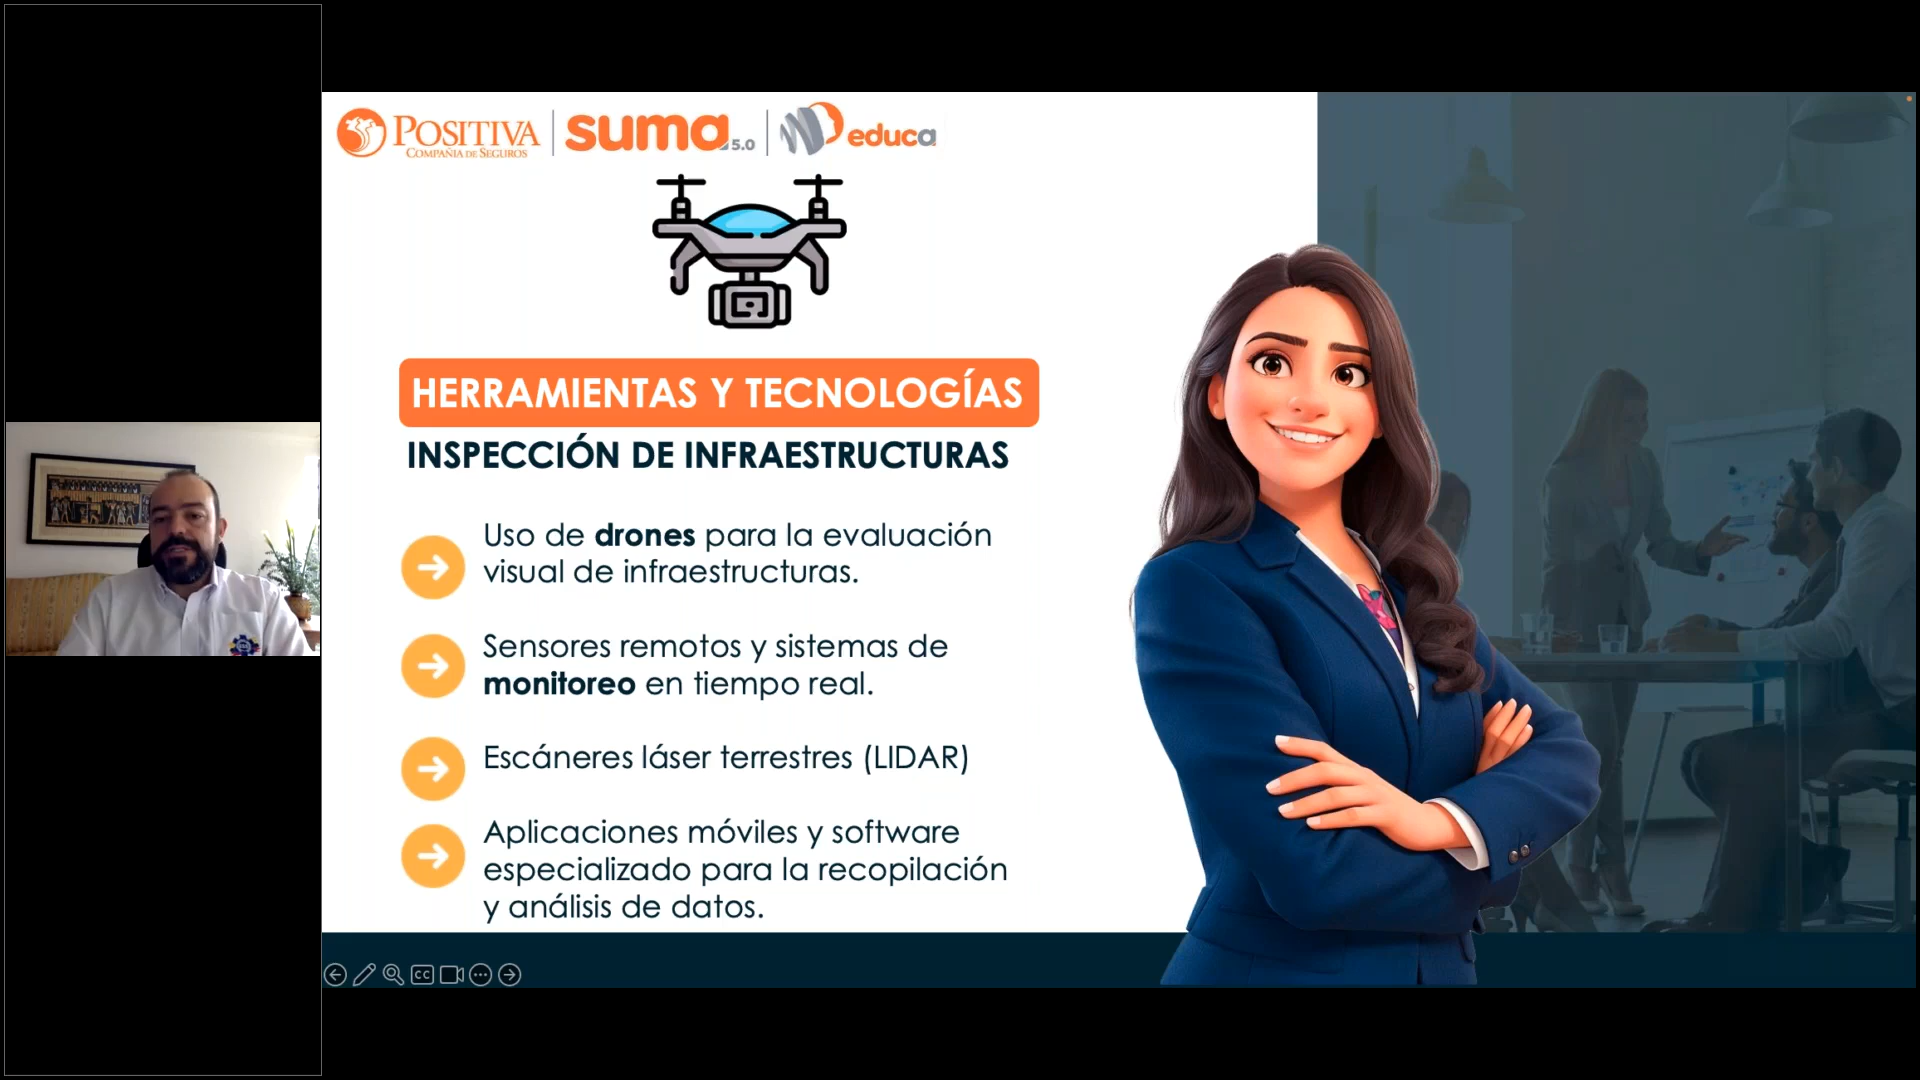 POSITIVA
COMPAÑIA DE SEGUROS
suma 5.0
educa
HERRAMIENTAS Y TECNOLOGÍAS
INSPECCIÓN DE INFRAESTRUCTURAS
Uso de drones para la evaluación
visual de infraestructuras.
Sensores remotos y sistemas de
monitoreo en tiempo real.
Escáneres láser terrestres (LIDAR)
Aplicaciones móviles y software
especializado para la recopilación
y análisis de datos.
CC